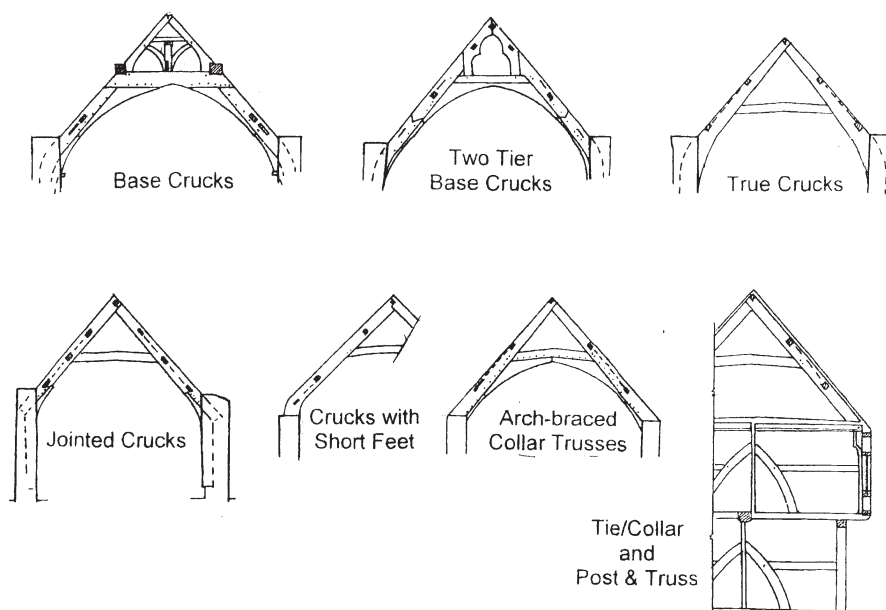 Base Crucks
Two Tier
Base Crucks
True Crucks
Jointed Crucks
Crucks with
Short Feet
Arch-braced
Collar Trusses
Tie/Collar
and
Post & Truss